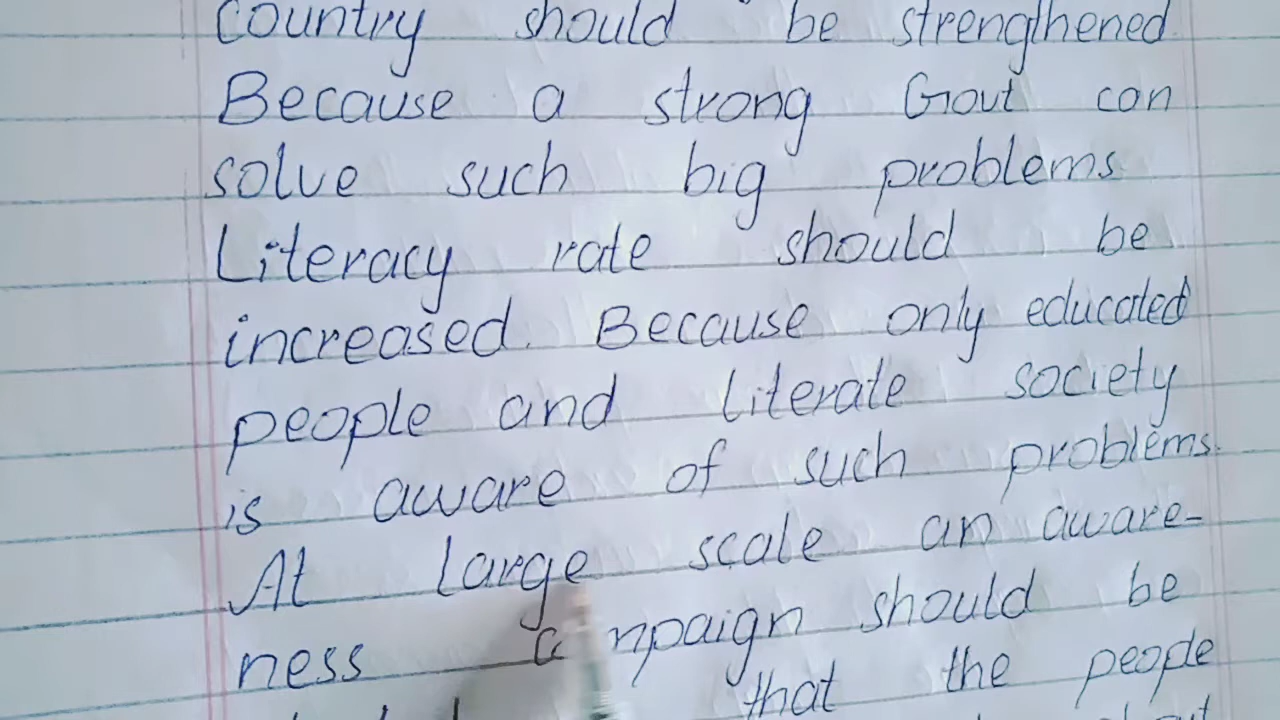 Country should be strengthened.
Because a strong Govt can
solve such big problems.
Literacy rate should be
increased. Because only educated
people and literate society
is aware of such problems.
At large scale an aware-
ness campaign should be
that the people